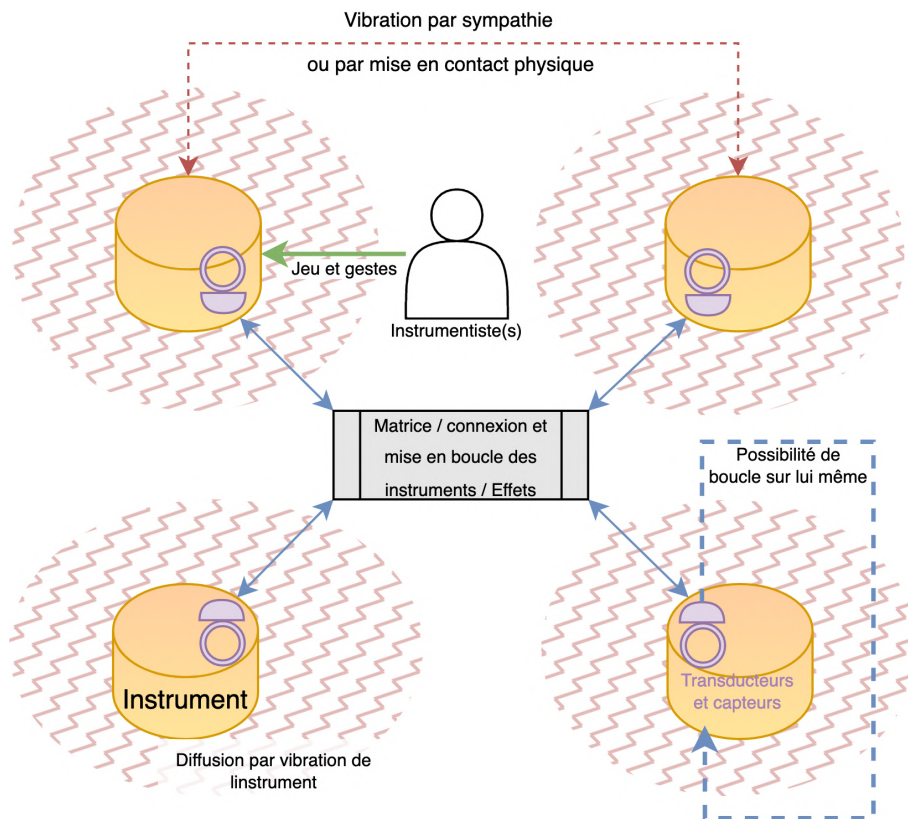 Vibration par sympathie
ou par mise en contact physique
Jeu et gestes
Instrumentiste(s)
Matrice / connexion et
mise en boucle des
instruments / Effets
Possibilité de
boucle sur lui même
Instrument
Transducteurs
et capteurs
Diffusion par vibration de
linstrument